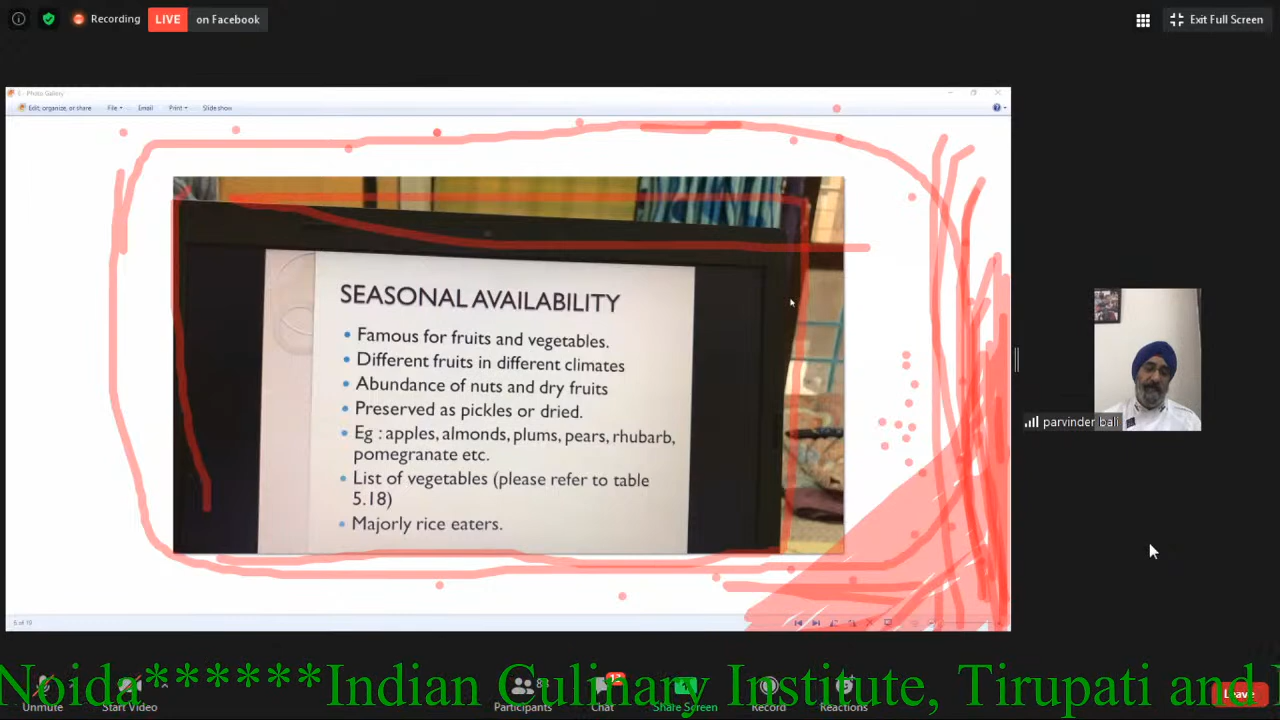 Recording
LIVE on Facebook
Exit Full Screen
E - Photo Gallery
Edit, organize, or share File Email Print Slide show
SEASONAL AVAILABILITY
• Famous for fruits and vegetables.
• Different fruits in different climates
• Abundance of nuts and dry fruits
• Preserved as pickles or dried.
• Eg : apples, almonds, plums, pears, rhubarb,
pomegranate etc.
• List of vegetables (please refer to table
5.18)
• Majorly rice eaters.
parvinder bali
Noida******Indian Culinary Institute, Tirupati and
Unmute Start Video Participants Chat Share Screen Record Reactions Leave